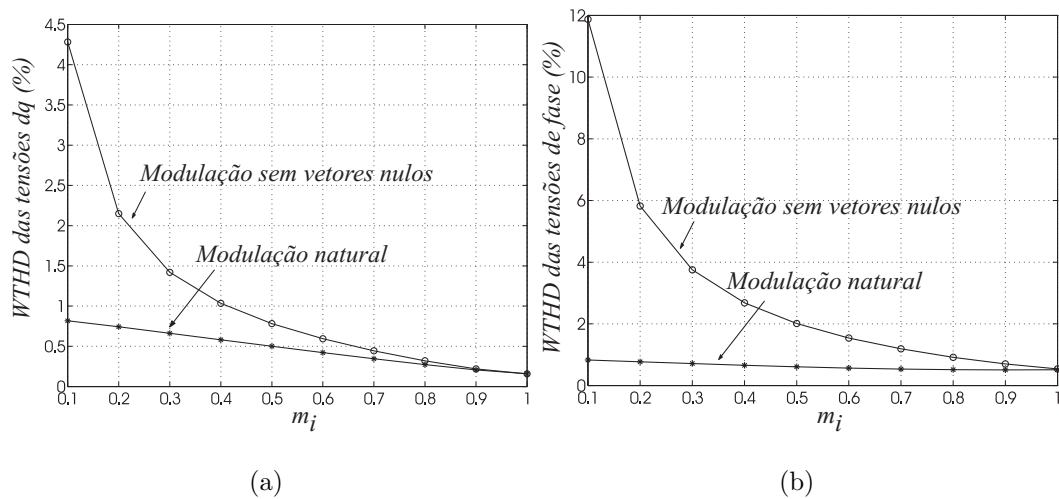 WTHD das tensões dq (%)
4.5
4
3.5
3
2.5
2
1.5
1
0.5
0
Modulação sem vetores nulos
Modulação natural
0.1 0.2 0.3 0.4 0.5 0.6 0.7 0.8 0.9 1
m_i
(a)
WTHD das tensões de fase (%)
12
10
8
6
4
2
0
Modulação sem vetores nulos
Modulação natural
0.1 0.2 0.3 0.4 0.5 0.6 0.7 0.8 0.9 1
m_i
(b)